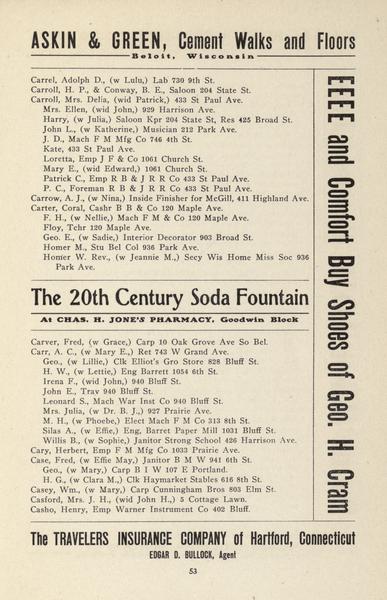 ASKIN & GREEN, Cement Walks and Floors
Beloit, Wisconsin
Carrel, Adolph D., (w Lulu,) Lab 730 9th St.
Carroll, H. P., & Conway, B. E., Saloon 204 State St.
Carroll, Mrs. Delia, (wid Patrick,) 433 St Paul Ave.
Mrs. Ellen, (wid John,) 929 Harrison Ave.
Harry, (w Julia,) Saloon Kpr 204 State St, Res 425 Broad St.
John L., (w Katherine,) Musician 212 Park Ave.
J. D., Mach F M Mfg Co 746 4th St.
Kate, 433 St Paul Ave.
Loretta, Emp J F & Co 1061 Church St.
Mary E., (wid Edward,) 1061 Church St.
Patrick C., Emp R B & J R R Co 433 St Paul Ave.
P. C., Foreman R B & J R R Co 433 St Paul Ave.
Carrow, A. J., (w Nina,) Inside Finisher for McGill, 411 Highland Ave.
Carter, Coral, Cashr B B & Co 120 Maple Ave.
F. H., (w Nellie,) Mach F M & Co 120 Maple Ave.
Floy, Tchr 120 Maple Ave.
Geo. E., (w Sadie,) Interior Decorator 903 Broad St.
Homer M., Stu Bel Col 936 Park Ave.
Homer W. Rev., (w Jeannie M.,) Secy Wis Home Miss Soc 936
Park Ave.
The 20th Century Soda Fountain
At CHAS. H. JONE'S PHARMACY, Goodwin Block
Carver, Fred, (w Grace,) Carp 10 Oak Grove Ave So Bel.
Carr, A. C., (w Mary E.,) Ret 743 W Grand Ave.
Geo., (w Lillie,) Clk Elliot's Gro Store 828 Bluff St.
H. W., (w Lettie,) Eng Barrett 1054 6th St.
Irena F., (wid John,) 940 Bluff St.
John E., Trav 940 Bluff St.
Leonard S., Mach War Inst Co 940 Bluff St.
Mrs. Julia, (w Dr. B. J.,) 927 Prairie Ave.
M. H., (w Phoebe,) Elect Mach F M Co 313 8th St.
Silas A., (w Effie,) Eng, Barret Paper Mill 1031 Bluff St.
Willis B., (w Sophie,) Janitor Strong School 426 Harrison Ave.
Cary, Herbert, Emp F M Mfg Co 1033 Prairie Ave.
Case, Fred, (w Effie May,) Janitor B M W 941 6th St.
Geo., (w Mary,) Carp B I W 107 E Portland.
H. G., (w Clara M.,) Clk Haymarket Stables 616 8th St.
Casey, Wm., (w Mary,) Carp Cunningham Bros 803 Elm St.
Casford, Mrs. J. H., (wid John H.,) 5 Cottage Lawn.
Casho, Henry, Emp Warner Instrument Co 402 Bluff.
EEEE and Comfort Buy Shoes of Geo. H. Cram
The TRAVELERS INSURANCE COMPANY of Hartford, Connecticut
EDGAR D. BULLOCK, Agent
53